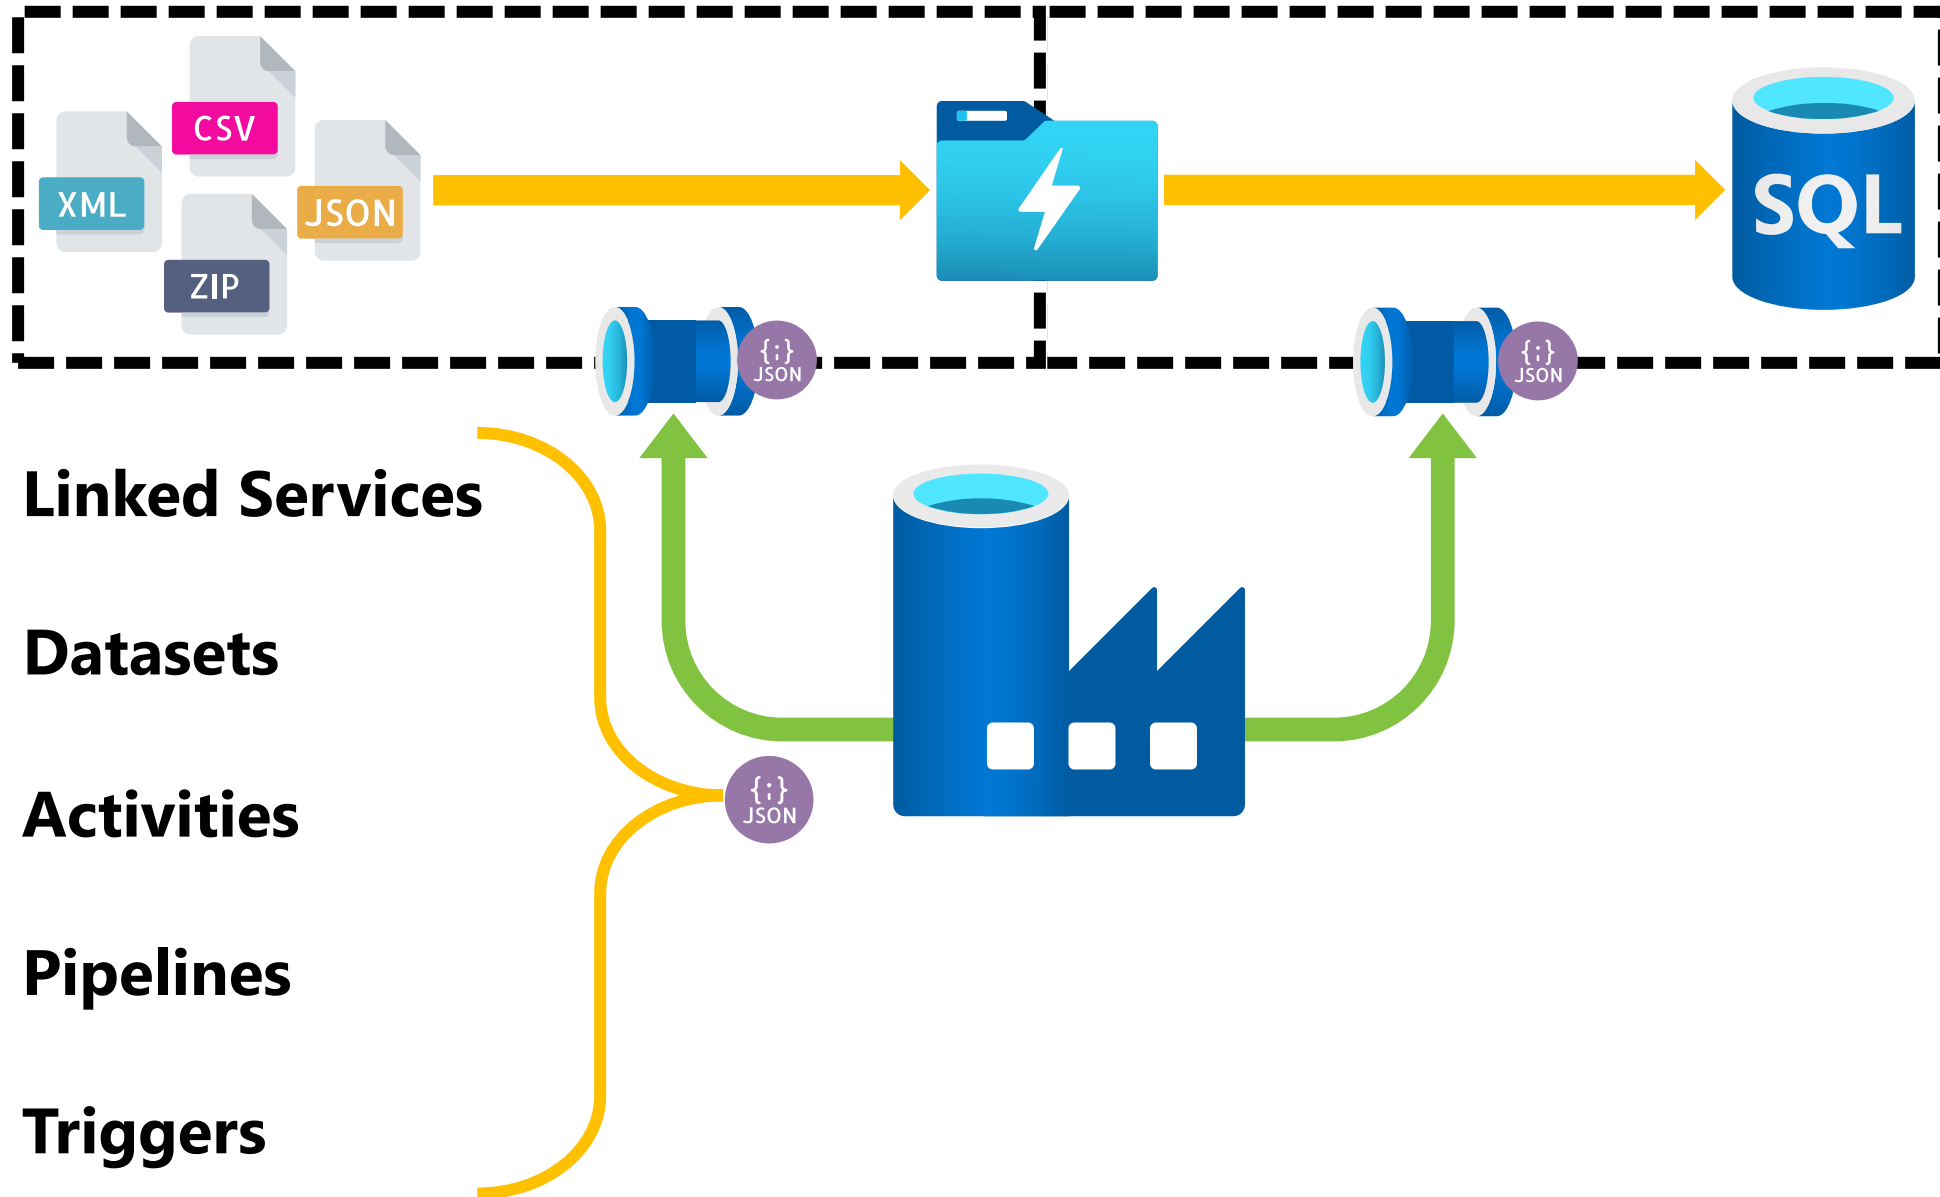 CSV
XML
JSON
ZIP
SQL
{;}
JSON
{;}
JSON
Linked Services
Datasets
Activities
{;}
JSON
Pipelines
Triggers